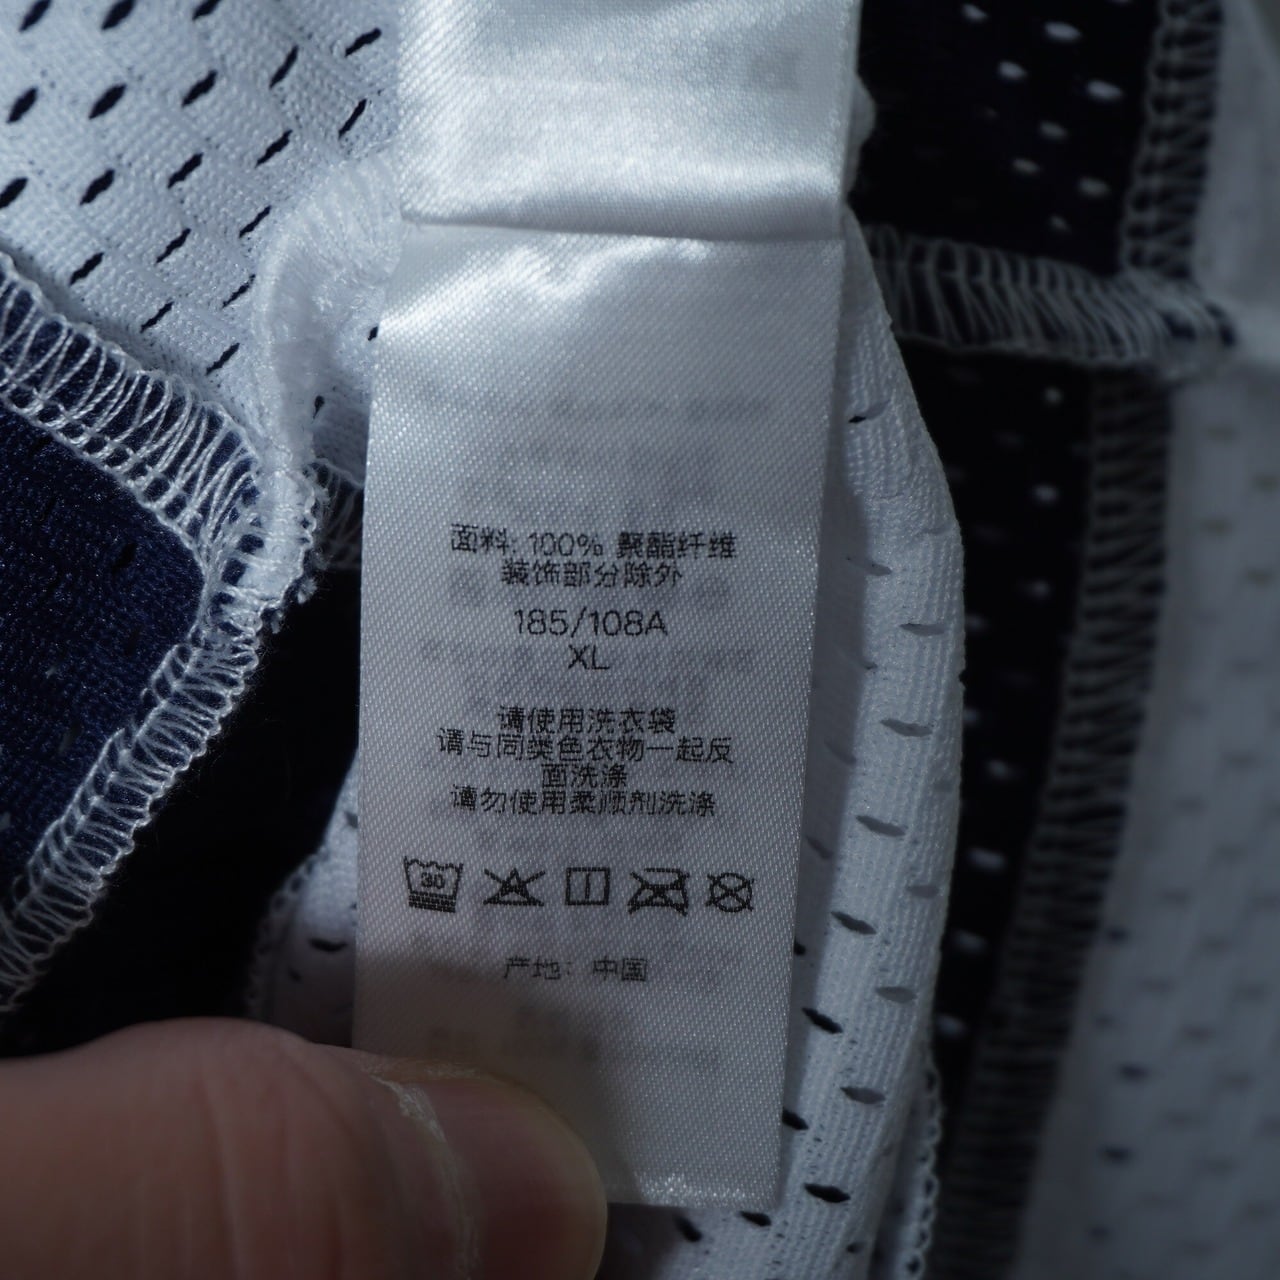 面料: 100% 聚酯纤维
装饰部分除外
185/108A
XL
请使用洗衣袋
请与同类色衣物一起反
面洗涤
请勿使用柔顺剂洗涤
30
产地: 中国